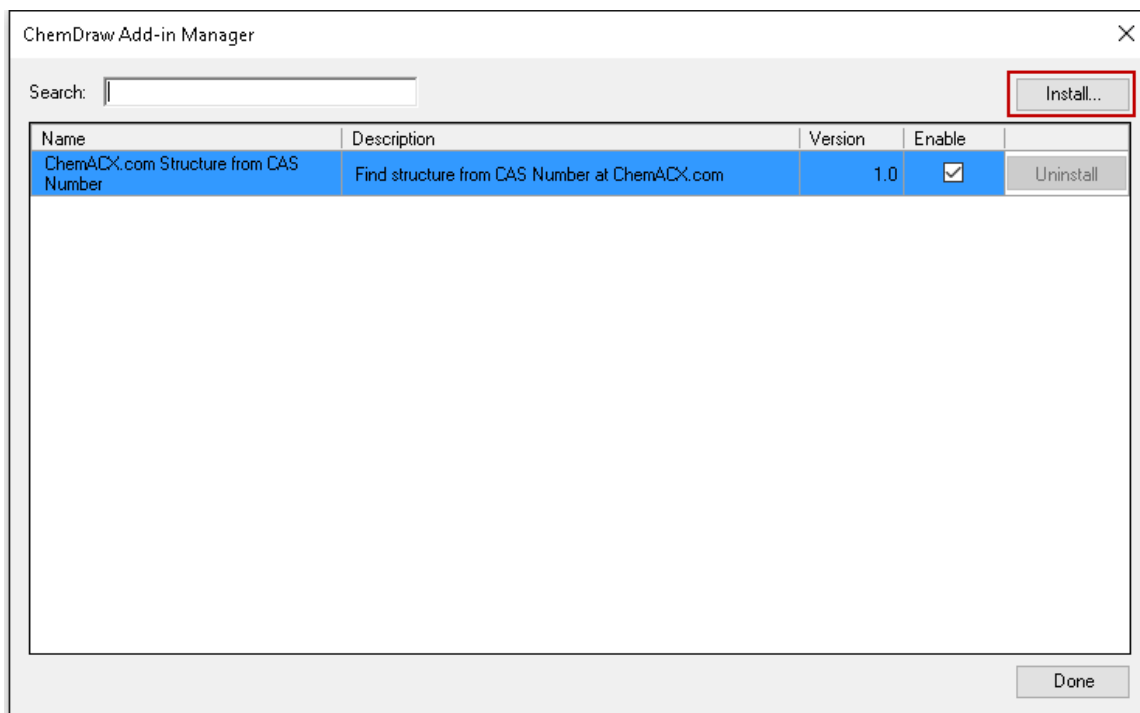 ChemDraw Add-in Manager
Search:
Install...
Name Description Version Enable
ChemACX.com Structure from CAS
Number
Find structure from CAS Number at ChemACX.com 1.0 Uninstall
Done